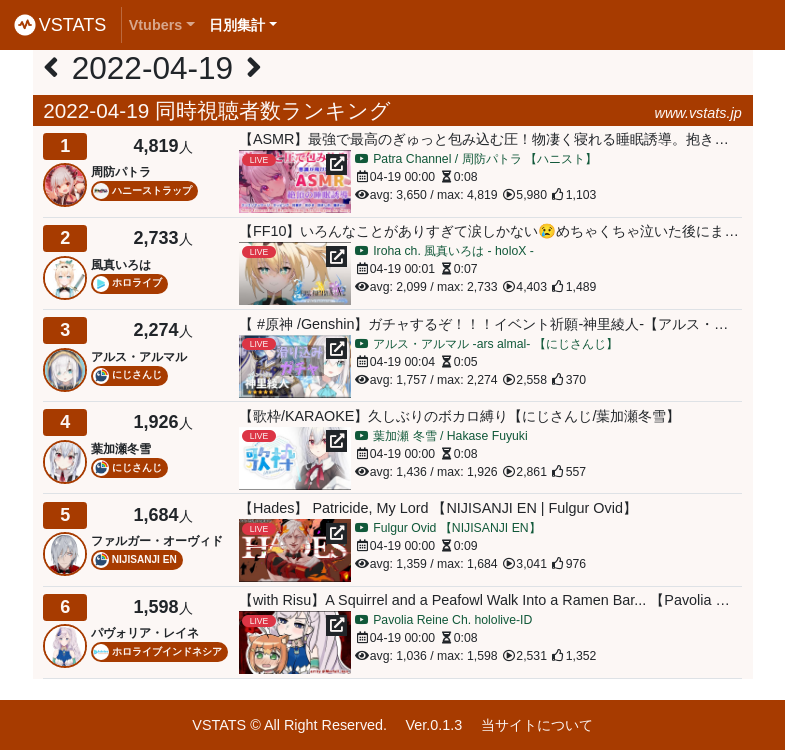 VSTATS Vtubers 日別集計
2022-04-19
2022-04-19 同時視聴者数ランキング www.vstats.jp
1 4,819人
周防パトラ
ハニーストラップ
【ASMR】最強で最高のぎゅっと包み込む圧！物凄く寝れる睡眠誘導。抱き…
LIVE
ASMR
Patra Channel / 周防パトラ 【ハニスト】
04-19 00:00 0:08
avg: 3,650 / max: 4,819 5,980 1,103
2 2,733人
風真いろは
ホロライブ
【FF10】いろんなことがありすぎて涙しかない😢めちゃくちゃ泣いた後にま…
LIVE
Iroha ch. 風真いろは - holoX -
04-19 00:01 0:07
avg: 2,099 / max: 2,733 4,403 1,489
3 2,274人
アルス・アルマル
にじさんじ
【 #原神 /Genshin】ガチャするぞ！！！イベント祈願-神里綾人-【アルス・…
LIVE
滑り込み
ガチャ
神里綾人
アルス・アルマル -ars almal- 【にじさんじ】
04-19 00:04 0:05
avg: 1,757 / max: 2,274 2,558 370
4 1,926人
葉加瀬冬雪
にじさんじ
【歌枠/KARAOKE】久しぶりのボカロ縛り【にじさんじ/葉加瀬冬雪】
LIVE
歌枠
葉加瀬 冬雪 / Hakase Fuyuki
04-19 00:00 0:08
avg: 1,436 / max: 1,926 2,861 557
5 1,684人
ファルガー・オーヴィド
NIJISANJI EN
【Hades】 Patricide, My Lord 【NIJISANJI EN | Fulgur Ovid】
LIVE
HADES
Fulgur Ovid 【NIJISANJI EN】
04-19 00:00 0:09
avg: 1,359 / max: 1,684 3,041 976
6 1,598人
パヴォリア・レイネ
ホロライブインドネシア
【with Risu】A Squirrel and a Peafowl Walk Into a Ramen Bar... 【Pavolia …
LIVE
Pavolia Reine Ch. hololive-ID
04-19 00:00 0:08
avg: 1,036 / max: 1,598 2,531 1,352
VSTATS © All Right Reserved. Ver.0.1.3 当サイトについて